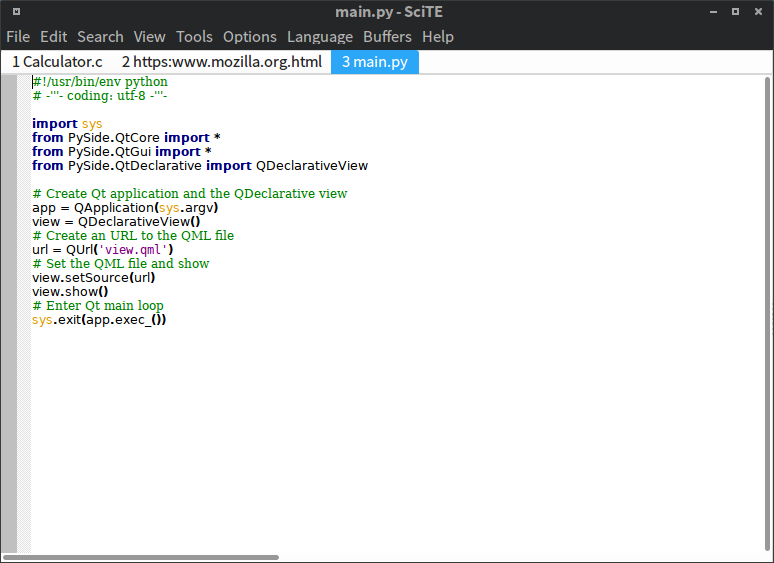 main.py - SciTE
File Edit Search View Tools Options Language Buffers Help
1 Calculator.c 2 https:www.mozilla.org.html 3 main.py
#!/usr/bin/env python
# -'''- coding: utf-8 -'''-
import sys
from PySide.QtCore import *
from PySide.QtGui import *
from PySide.QtDeclarative import QDeclarativeView
# Create Qt application and the QDeclarative view
app = QApplication(sys.argv)
view = QDeclarativeView()
# Create an URL to the QML file
url = QUrl('view.qml')
# Set the QML file and show
view.setSource(url)
view.show()
# Enter Qt main loop
sys.exit(app.exec_())